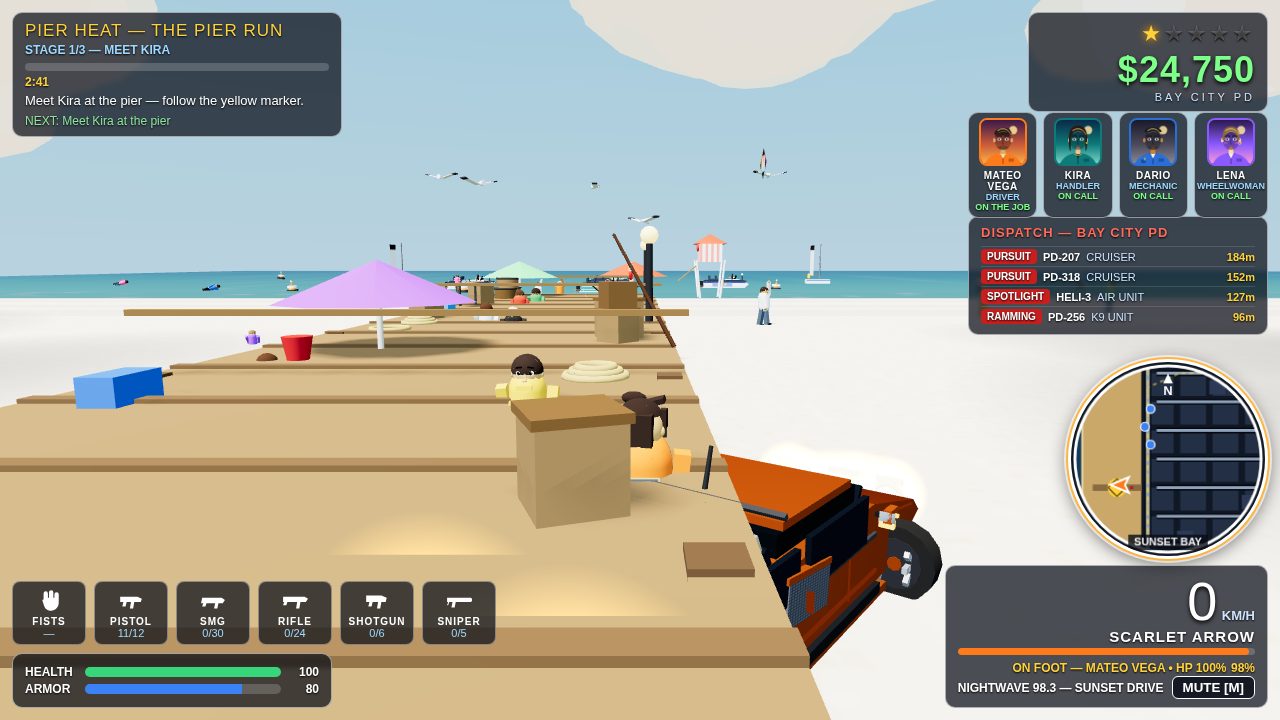 PIER HEAT — THE PIER RUN
STAGE 1/3 — MEET KIRA
2:41
Meet Kira at the pier — follow the yellow marker.
NEXT: Meet Kira at the pier
$24,750
BAY CITY PD
MATEO VEGA
DRIVER
ON THE JOB
KIRA
HANDLER
ON CALL
DARIO
MECHANIC
ON CALL
LENA
WHEELWOMAN
ON CALL
DISPATCH — BAY CITY PD
PURSUIT PD-207 CRUISER 184m
PURSUIT PD-318 CRUISER 152m
SPOTLIGHT HELI-3 AIR UNIT 127m
RAMMING PD-256 K9 UNIT 96m
N
SUNSET BAY
FISTS
—
PISTOL
11/12
SMG
0/30
RIFLE
0/24
SHOTGUN
0/6
SNIPER
0/5
HEALTH 100
ARMOR 80
0 KM/H
SCARLET ARROW
ON FOOT — MATEO VEGA • HP 100% 98%
NIGHTWAVE 98.3 — SUNSET DRIVE MUTE [M]